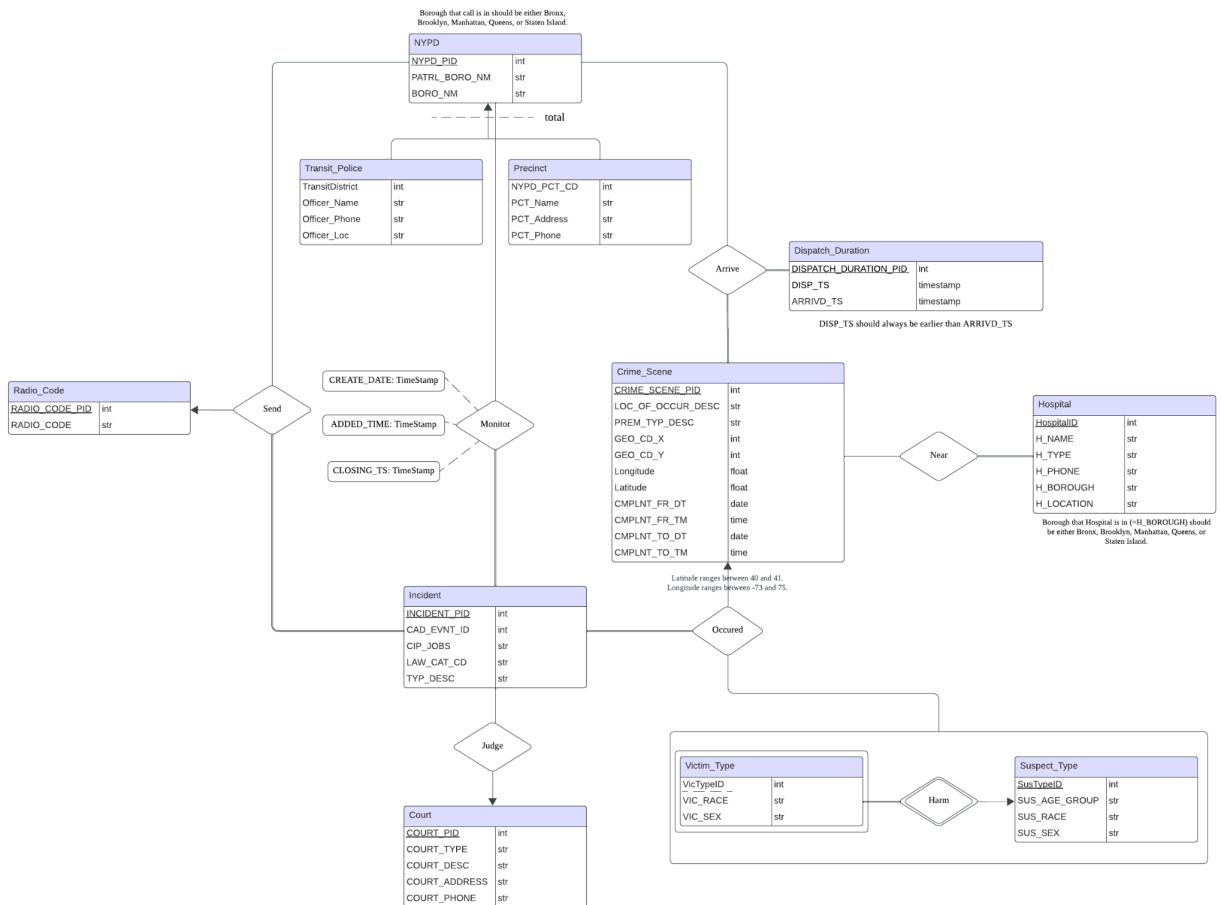 Borough that call is in should be either Bronx,
Brooklyn, Manhattan, Queens, or Staten Island.
NYPD
NYPD_PID int
PATRL_BORO_NM str
BORO_NM str
total
Transit_Police
TransitDistrict int
Officer_Name str
Officer_Phone str
Officer_Loc str
Precinct
NYPD_PCT_CD int
PCT_Name str
PCT_Address str
PCT_Phone str
Arrive
Dispatch_Duration
DISPATCH_DURATION_PID int
DISP_TS timestamp
ARRIVD_TS timestamp
DISP_TS should always be earlier than ARRIVD_TS
Radio_Code
RADIO_CODE_PID int
RADIO_CODE str
Send
CREATE_DATE: TimeStamp
ADDED_TIME: TimeStamp
CLOSING_TS: TimeStamp
Monitor
Crime_Scene
CRIME_SCENE_PID int
LOC_OF_OCCUR_DESC str
PREM_TYP_DESC str
GEO_CD_X int
GEO_CD_Y int
Longitude float
Latitude float
CMPLNT_FR_DT date
CMPLNT_FR_TM time
CMPLNT_TO_DT date
CMPLNT_TO_TM time
Latitude ranges between 40 and 41.
Longitude ranges between -73 and 75.
Near
Hospital
HospitalID int
H_NAME str
H_TYPE str
H_PHONE str
H_BOROUGH str
H_LOCATION str
Borough that Hospital is in (=H_BOROUGH) should
be either Bronx, Brooklyn, Manhattan, Queens, or
Staten Island.
Incident
INCIDENT_PID int
CAD_EVNT_ID int
CIP_JOBS str
LAW_CAT_CD str
TYP_DESC str
Occured
Judge
Victim_Type
VicTypeID int
VIC_RACE str
VIC_SEX str
Harm
Suspect_Type
SusTypeID int
SUS_AGE_GROUP str
SUS_RACE str
SUS_SEX str
Court
COURT_PID int
COURT_TYPE str
COURT_DESC str
COURT_ADDRESS str
COURT_PHONE str